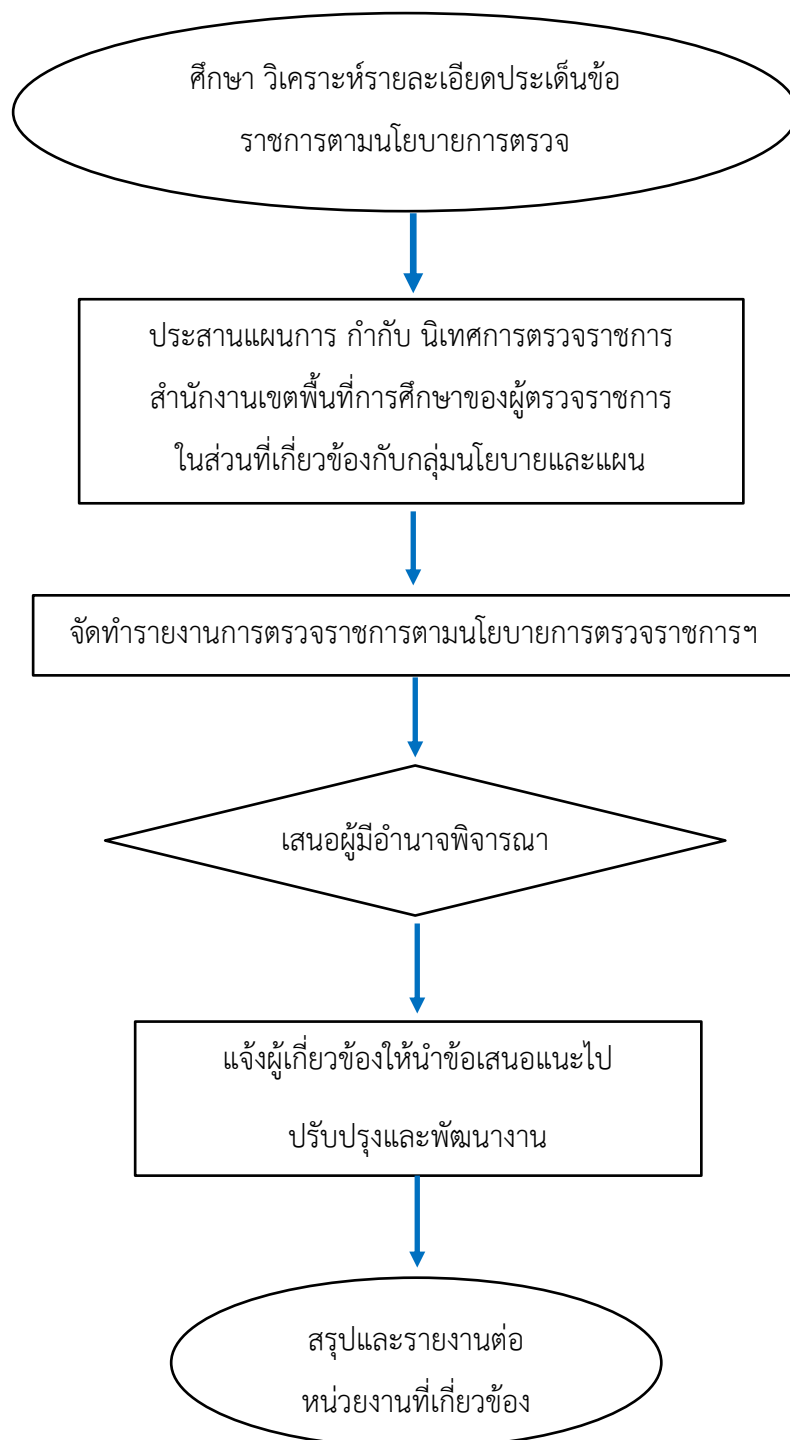 ศึกษา วิเคราะห์รายละเอียดประเด็นข้อ
ราชการตามนโยบายการตรวจ
ประสานแผนการ กำกับ นิเทศการตรวจราชการ
สำนักงานเขตพื้นที่การศึกษาของผู้ตรวจราชการ
ในส่วนที่เกี่ยวข้องกับกลุ่มนโยบายและแผน
จัดทำรายงานการตรวจราชการตามนโยบายการตรวจราชการฯ
เสนอผู้มีอำนาจพิจารณา
แจ้งผู้เกี่ยวข้องให้นำข้อเสนอแนะไป
ปรับปรุงและพัฒนางาน
สรุปและรายงานต่อ
หน่วยงานที่เกี่ยวข้อง